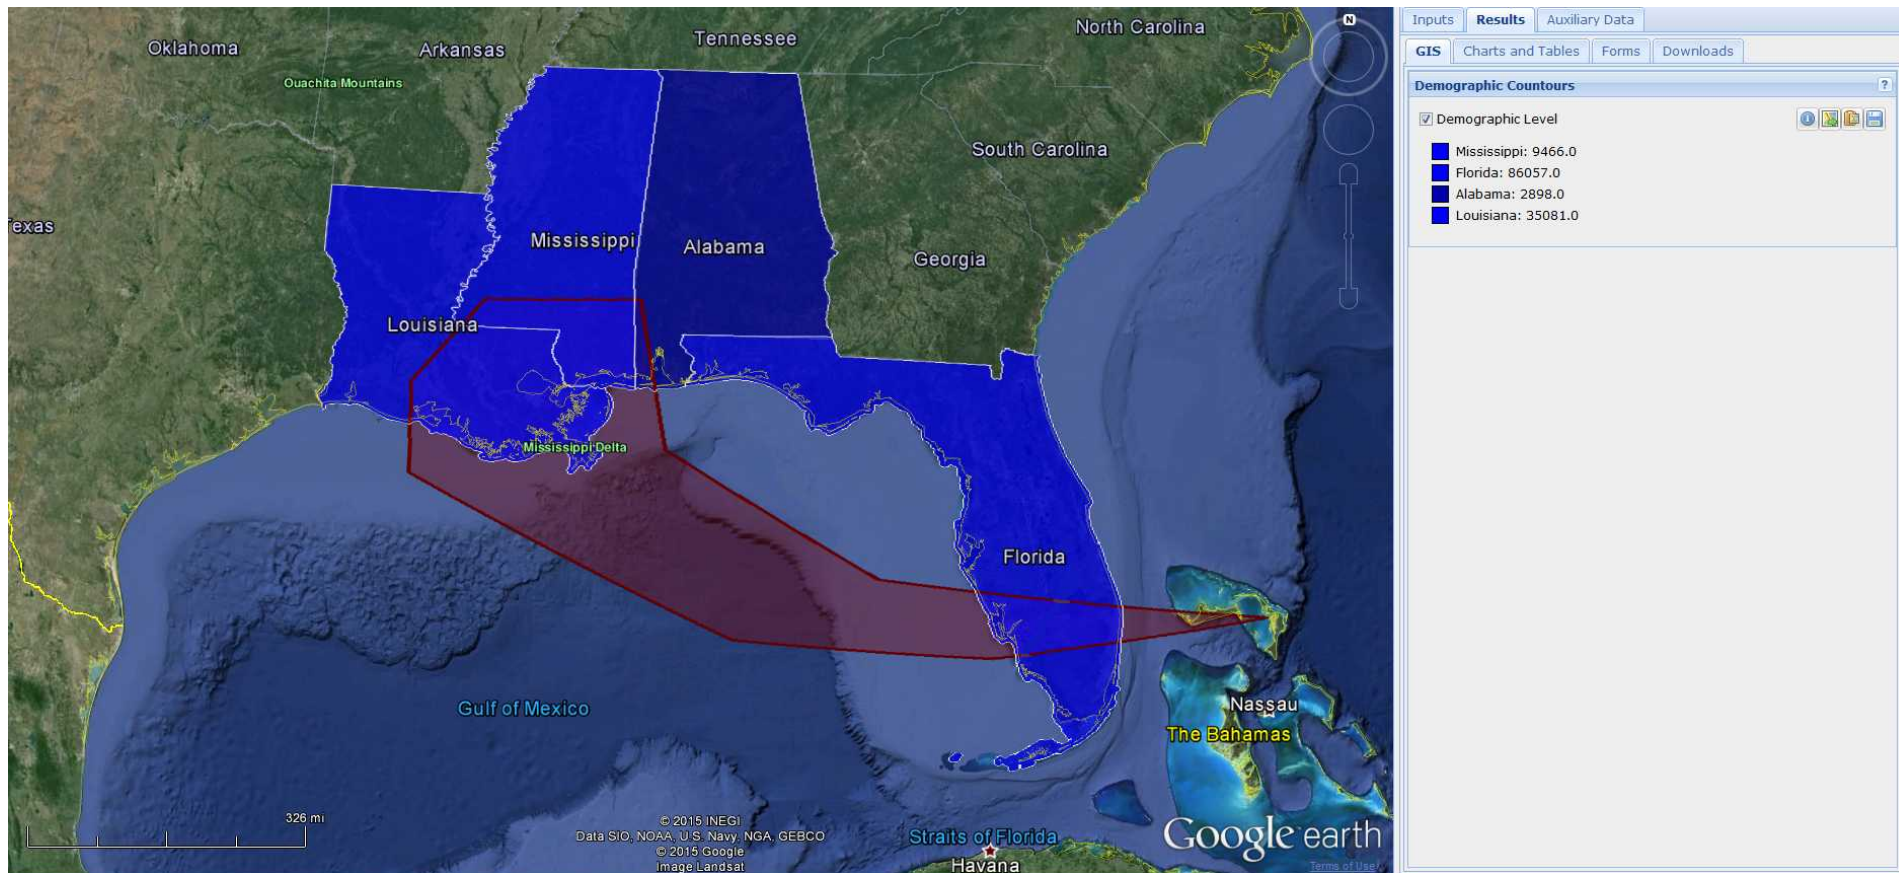 Oklahoma
Arkansas
Tennessee
North Carolina
N
Ouachita Mountains
South Carolina
Texas
Mississippi
Alabama
Georgia
Louisiana
Mississippi Delta
Florida
Gulf of Mexico
Nassau
The Bahamas
326 mi
© 2015 INEGI
Data SIO, NOAA, U.S. Navy, NGA, GEBCO
© 2015 Google
Image Landsat
Straits of Florida
Havana
Google earth
Terms of Use
Inputs Results Auxiliary Data
GIS Charts and Tables Forms Downloads
Demographic Countours ?
Demographic Level
Mississippi: 9466.0
Florida: 86057.0
Alabama: 2898.0
Louisiana: 35081.0